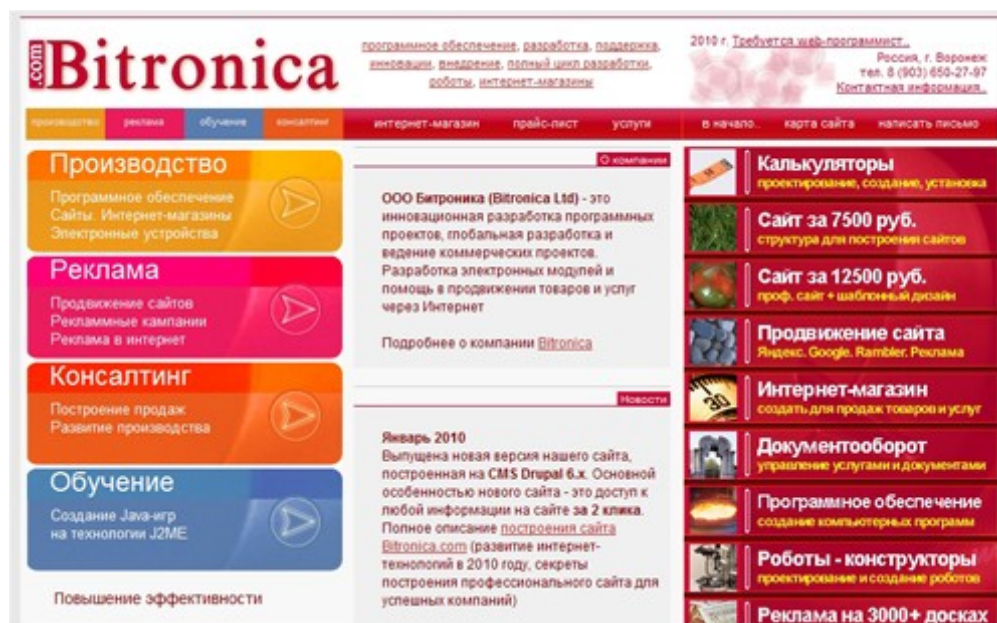 .com
Bitronica
программное обеспечение, разработка, поддержка,
инновации, внедрение, полный цикл разработки,
роботы, интернет-магазины
2010 г. Требуется web-программист..
Россия, г. Воронеж
тел. 8 (903) 650-27-97
Контактная информация..
производство реклама обучение консалтинг
интернет-магазин прайс-лист услуги
в начало.. карта сайта написать письмо
Производство
Программное обеспечение
Сайты. Интернет-магазины
Электронные устройства
Реклама
Продвижение сайтов
Рекламмные кампании
Реклама в интернет
Консалтинг
Построение продаж
Развитие производства
Обучение
Создание Java-игр
на технологии J2ME
Повышение эффективности
О компании
ООО Битроника (Bitronica Ltd) - это
инновационная разработка программных
проектов, глобальная разработка и
ведение коммерческих проектов.
Разработка электронных модулей и
помощь в продвижении товаров и услуг
через Интернет
Подробнее о компании Bitronica
Новости
Январь 2010
Выпущена новая версия нашего сайта,
построенная на CMS Drupal 6.x. Основной
особенностью нового сайта - это доступ к
любой информации на сайте за 2 клика.
Полное описание построения сайта
Bitronica.com (развитие интернет-
технологий в 2010 году, секреты
построения профессионального сайта для
успешных компаний)
Калькуляторы
проектирование, создание, установка
Сайт за 7500 руб.
структура для построения сайтов
Сайт за 12500 руб.
проф. сайт + шаблонный дизайн
Продвижение сайта
Яндекс. Google. Rambler. Реклама
Интернет-магазин
создать для продаж товаров и услуг
Документооборот
управление услугами и документами
Программное обеспечение
создание компьютерных программ
Роботы - конструкторы
проектирование и создание роботов
Реклама на 3000+ досках